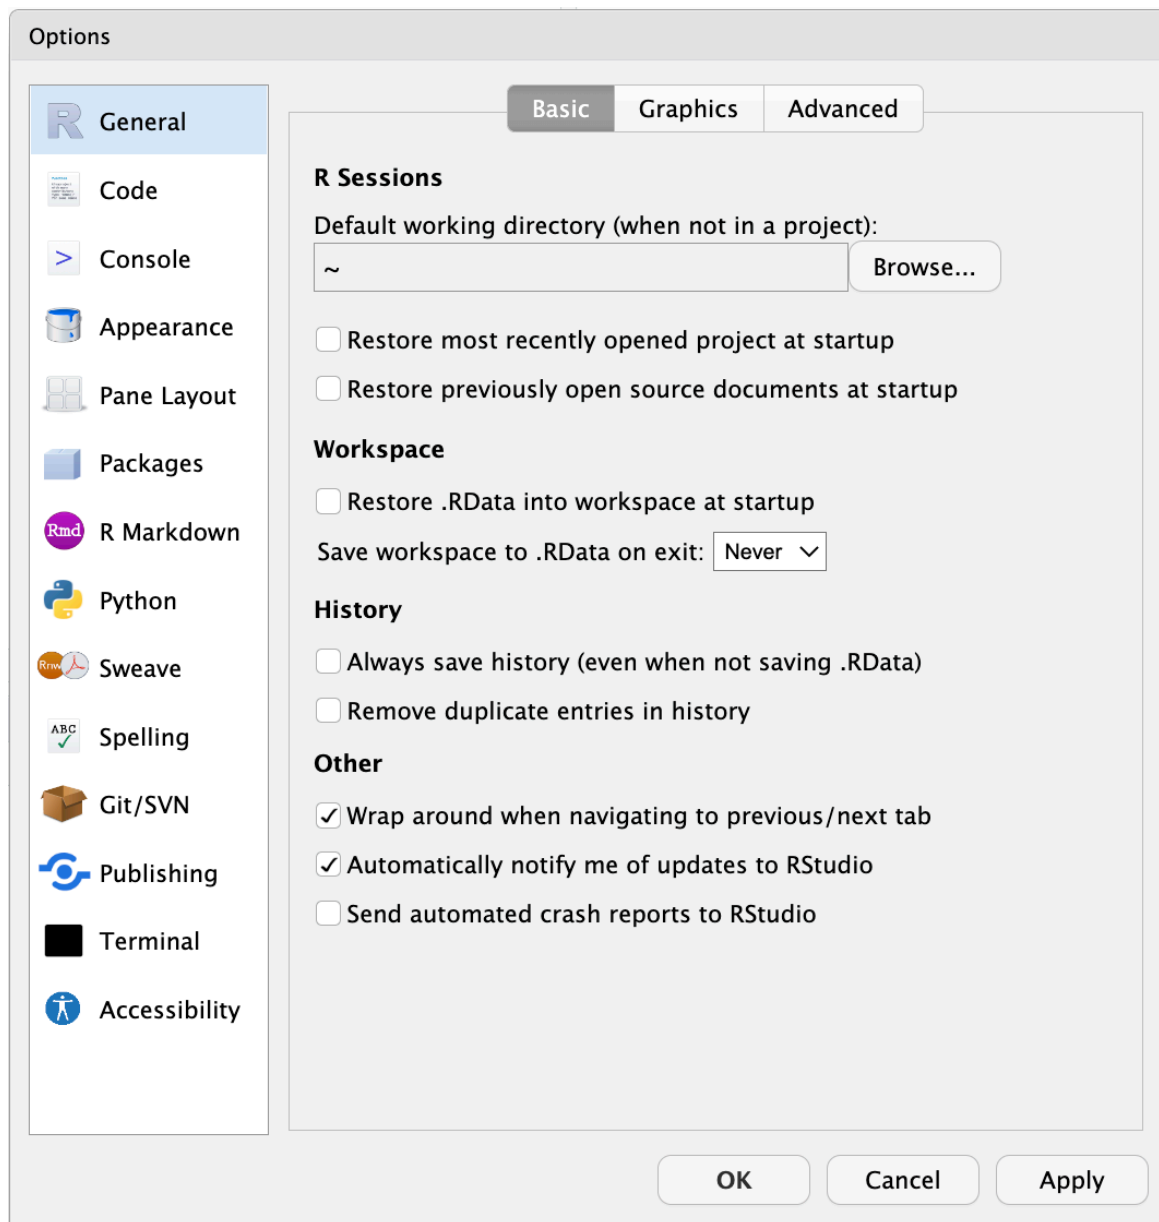 Options
General
Code
Console
Appearance
Pane Layout
Packages
Rmd R Markdown
Python
Rnw Sweave
ABC Spelling
Git/SVN
Publishing
Terminal
Accessibility
Basic Graphics Advanced
R Sessions
Default working directory (when not in a project):
~ Browse...
Restore most recently opened project at startup
Restore previously open source documents at startup
Workspace
Restore .RData into workspace at startup
Save workspace to .RData on exit: Never
History
Always save history (even when not saving .RData)
Remove duplicate entries in history
Other
Wrap around when navigating to previous/next tab
Automatically notify me of updates to RStudio
Send automated crash reports to RStudio
OK Cancel Apply